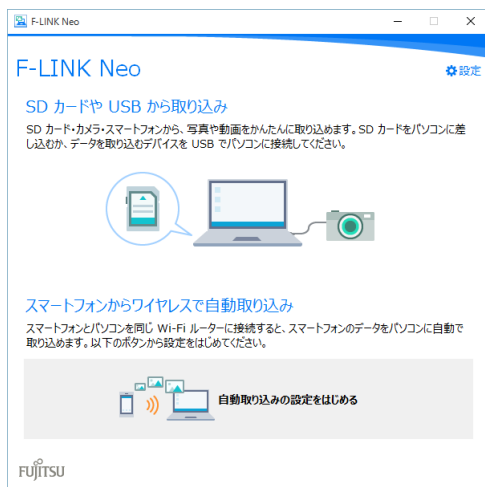 F-LINK Neo
F-LINK Neo
設定
SD カードや USB から取り込み
SD カード・カメラ・スマートフォンから、写真や動画をかんたんに取り込めます。SD カードをパソコンに差
し込むか、データを取り込むデバイスを USB でパソコンに接続してください。
スマートフォンからワイヤレスで自動取り込み
スマートフォンとパソコンを同じ Wi-Fi ルーターに接続すると、スマートフォンのデータをパソコンに自動で
取り込めます。以下のボタンから設定をはじめてください。
自動取り込みの設定をはじめる
FUJITSU